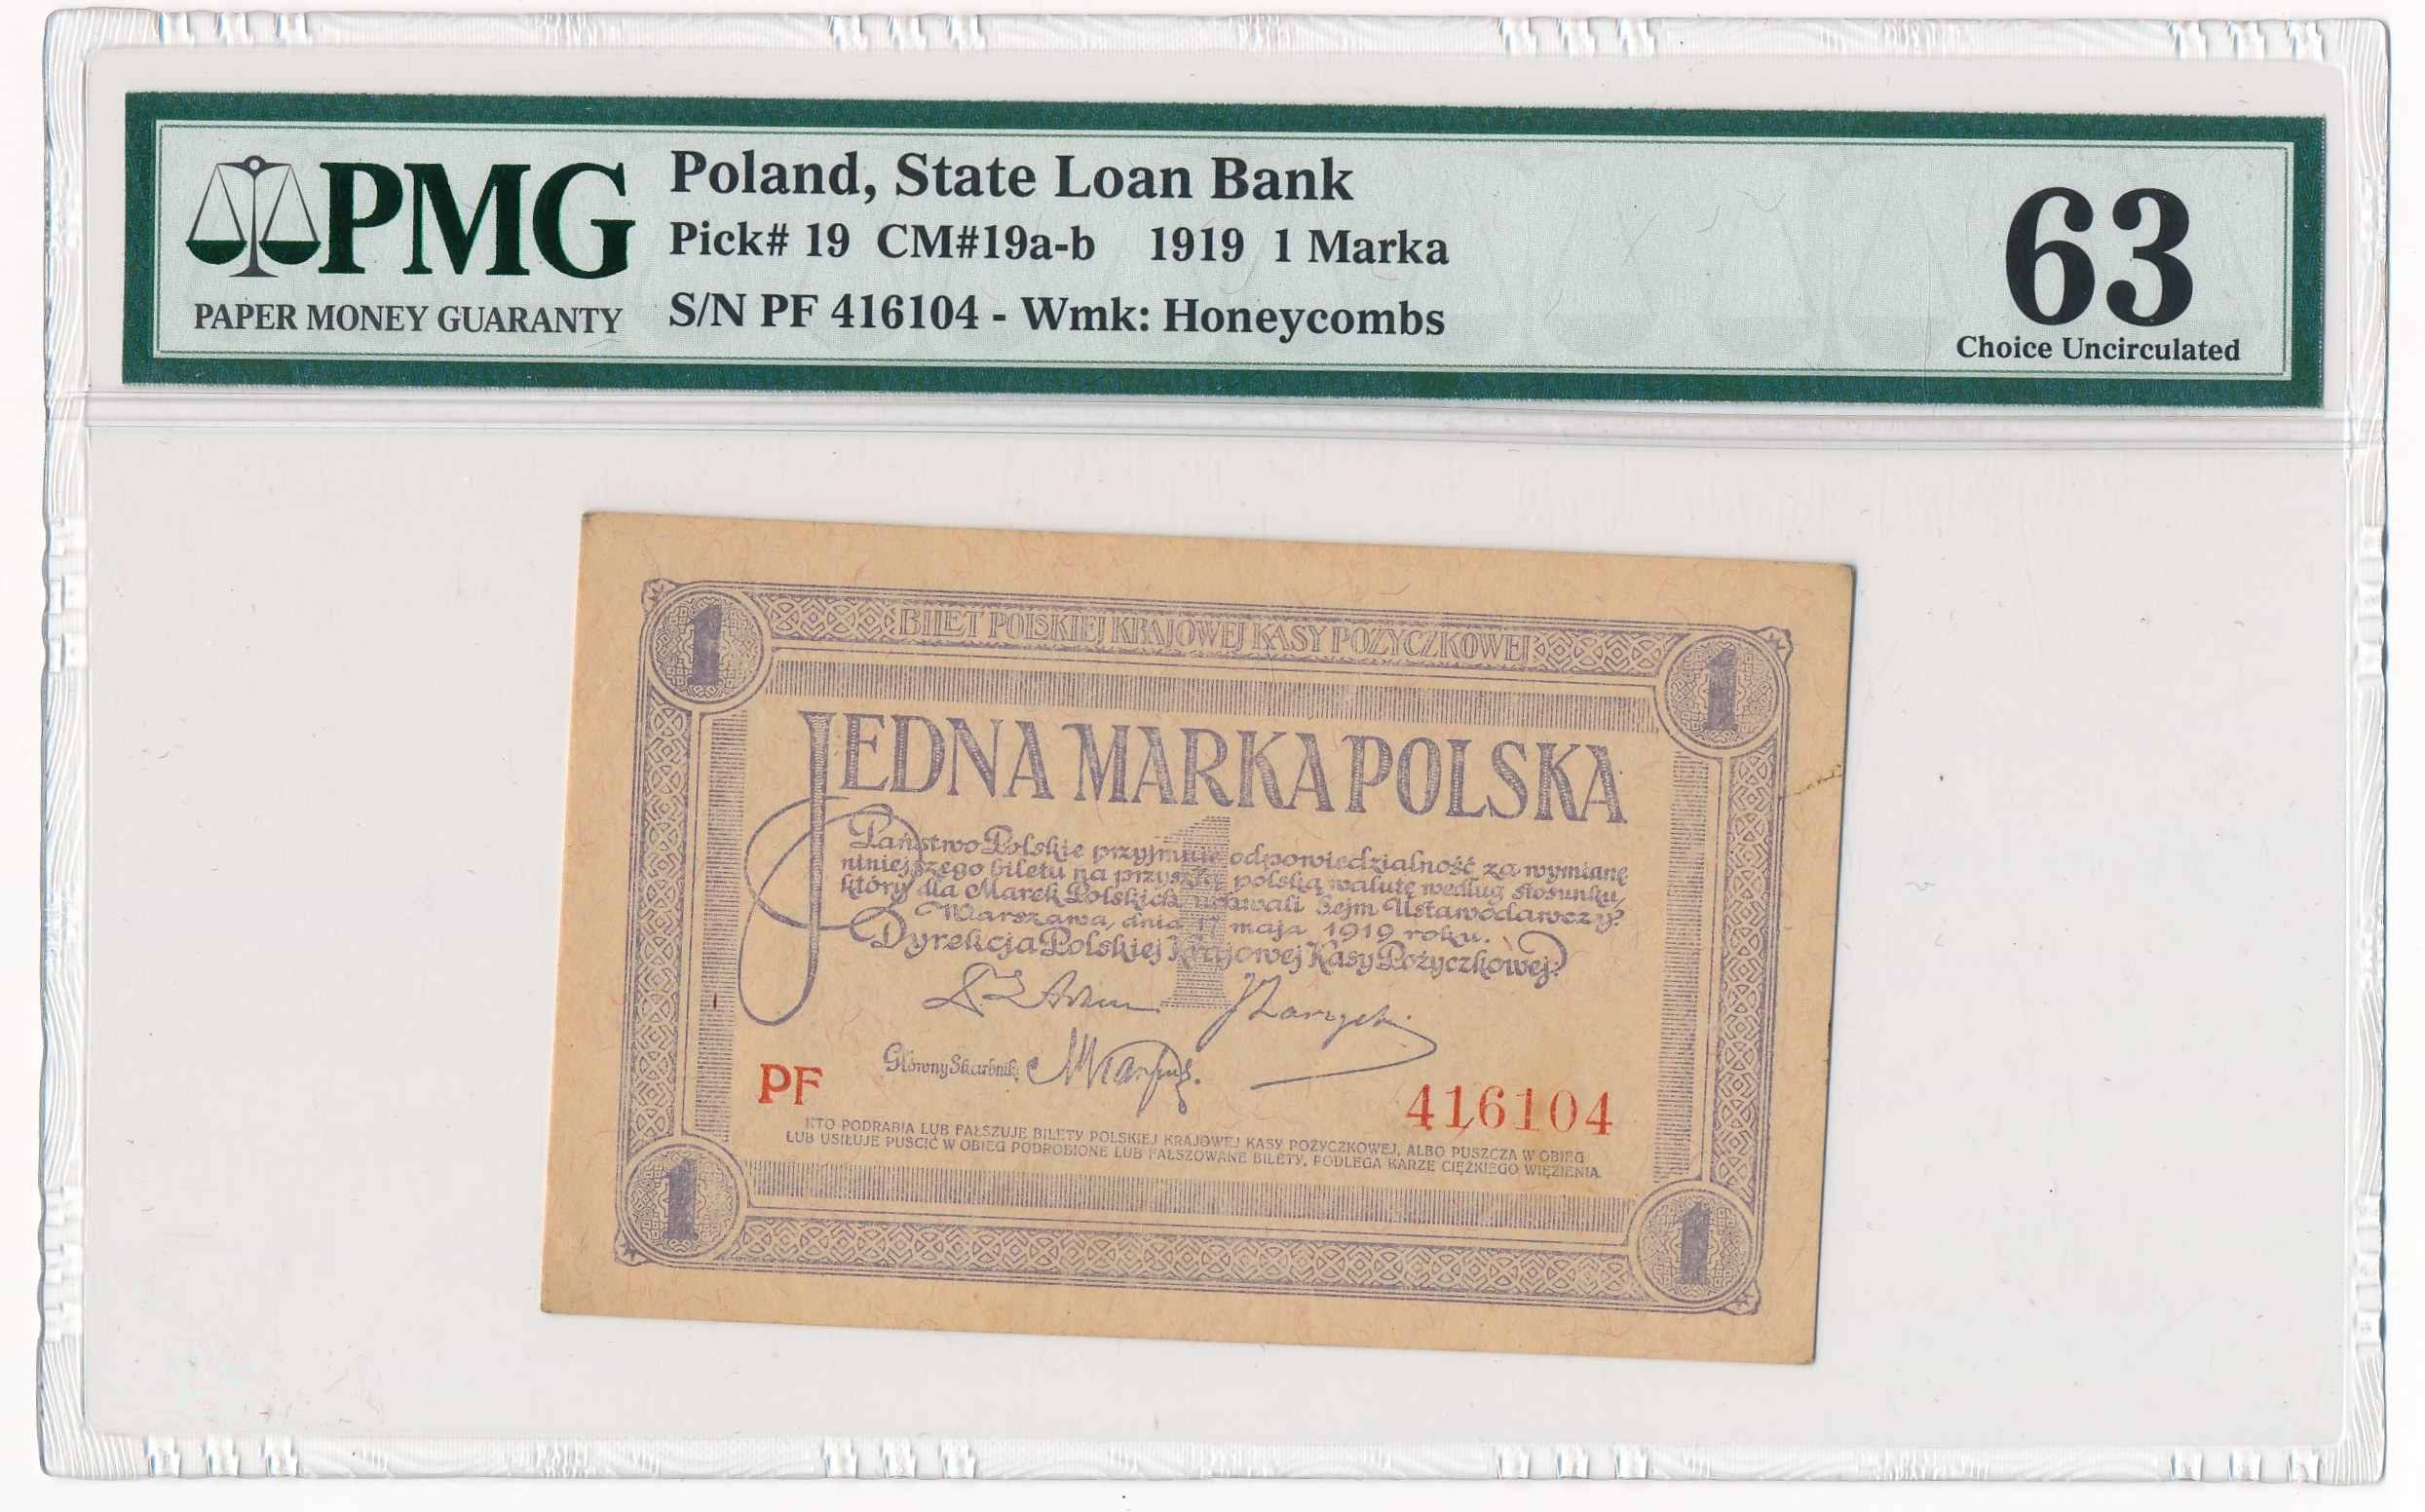 PMG
PAPER MONEY GUARANTY
Poland, State Loan Bank
Pick# 19 CM#19a-b 1919 1 Marka
S/N PF 416104 - Wmk: Honeycombs
63
Choice Uncirculated
1
BILET POLSKIEJ KRAJOWEJ KASY POŻYCZKOWEJ
1
JEDNA MARKA POLSKA
1
Państwo Polskie przyjmuje odpowiedzialność za wymianę
niniejszego biletu na przyszłą polską walutę według stosunku,
który dla Marek Polskich uchwali Sejm Ustawodawczy.
Warszawa, dnia 17 maja 1919 roku.
Dyrekcja Polskiej Krajowej Kasy Pożyczkowej:
Główny Skarbnik:
PF
416104
KTO PODRABIA LUB FAŁSZUJE BILETY POLSKIEJ KRAJOWEJ KASY POŻYCZKOWEJ, ALBO PUSZCZA W OBIEG
LUB USIŁUJE PUŚCIĆ W OBIEG PODROBIONE LUB FAŁSZOWANE BILETY, PODLEGA KARZE CIĘŻKIEGO WIĘZIENIA.
1
1